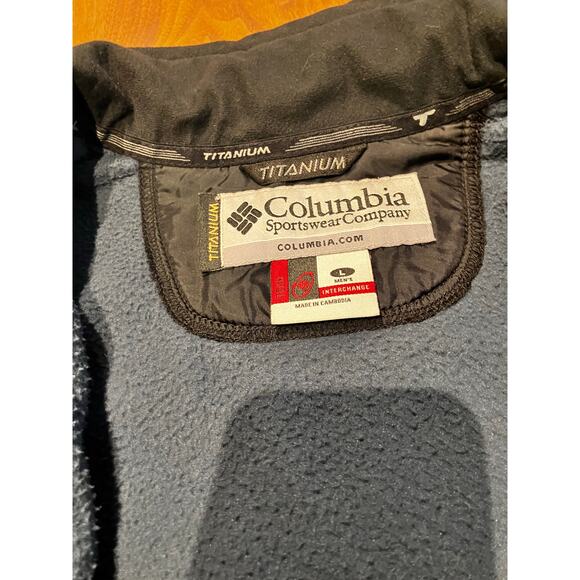 TITANIUM T
TITANIUM
TITANIUM
Columbia
Sportswear Company
COLUMBIA.COM
L
MEN'S
INTERCHANGE
MADE IN CAMBODIA